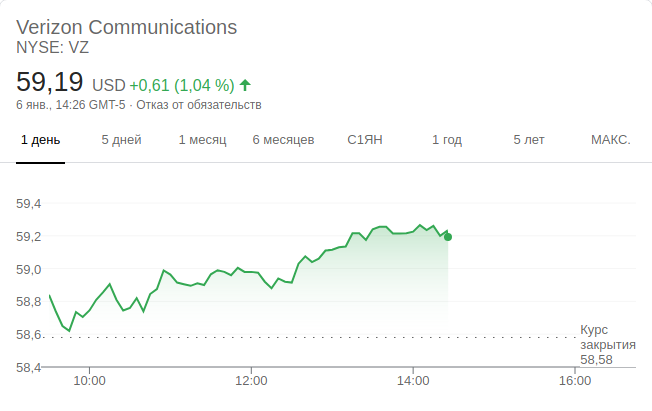 Verizon Communications
NYSE: VZ
59,19 USD +0,61 (1,04 %)
6 янв., 14:26 GMT-5 · Отказ от обязательств
1 день 5 дней 1 месяц 6 месяцев С1ЯН 1 год 5 лет МАКС.
59,4
59,2
59,0
58,8
58,6
58,4
Курс
закрытия
58,58
10:00 12:00 14:00 16:00